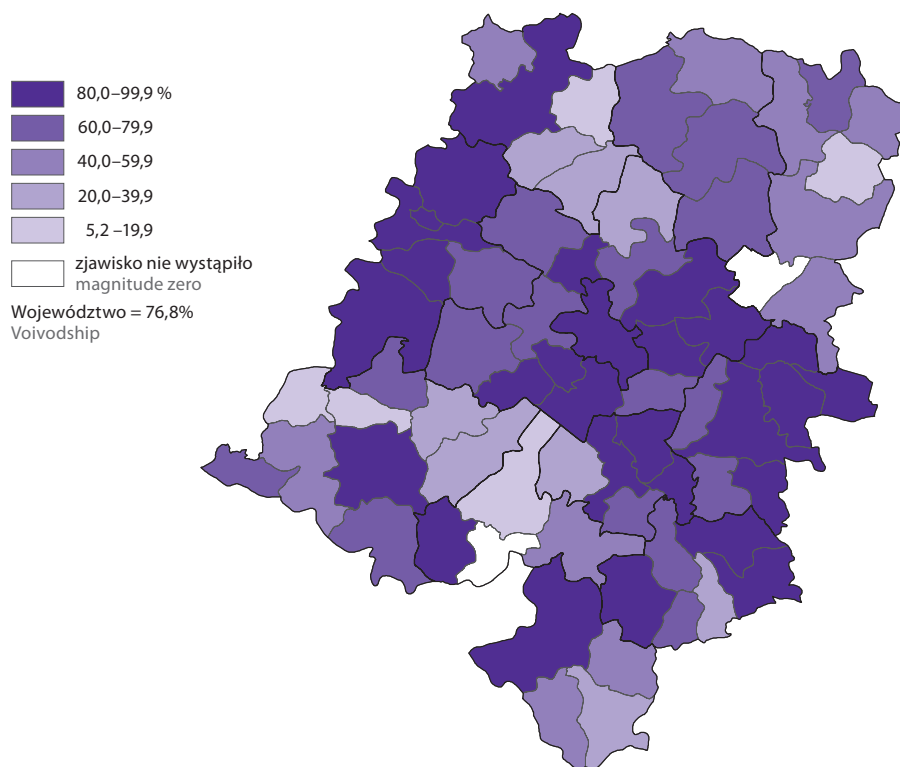 80,0–99,9 %
60,0–79,9
40,0–59,9
20,0–39,9
5,2 –19,9
zjawisko nie wystąpiło
magnitude zero
Województwo = 76,8%
Voivodship